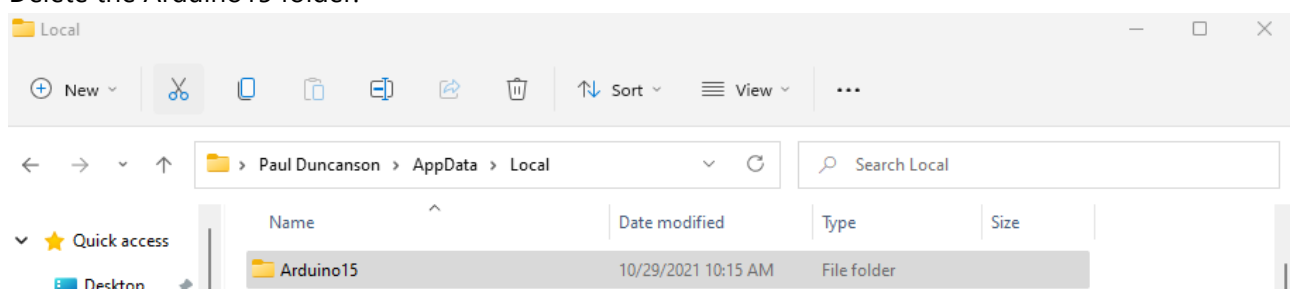 Delete the Arduino15 folder.
Local
New Sort View
Paul Duncanson > AppData > Local Search Local
Name Date modified Type Size
Quick access
Arduino15 10/29/2021 10:15 AM File folder
Desktop